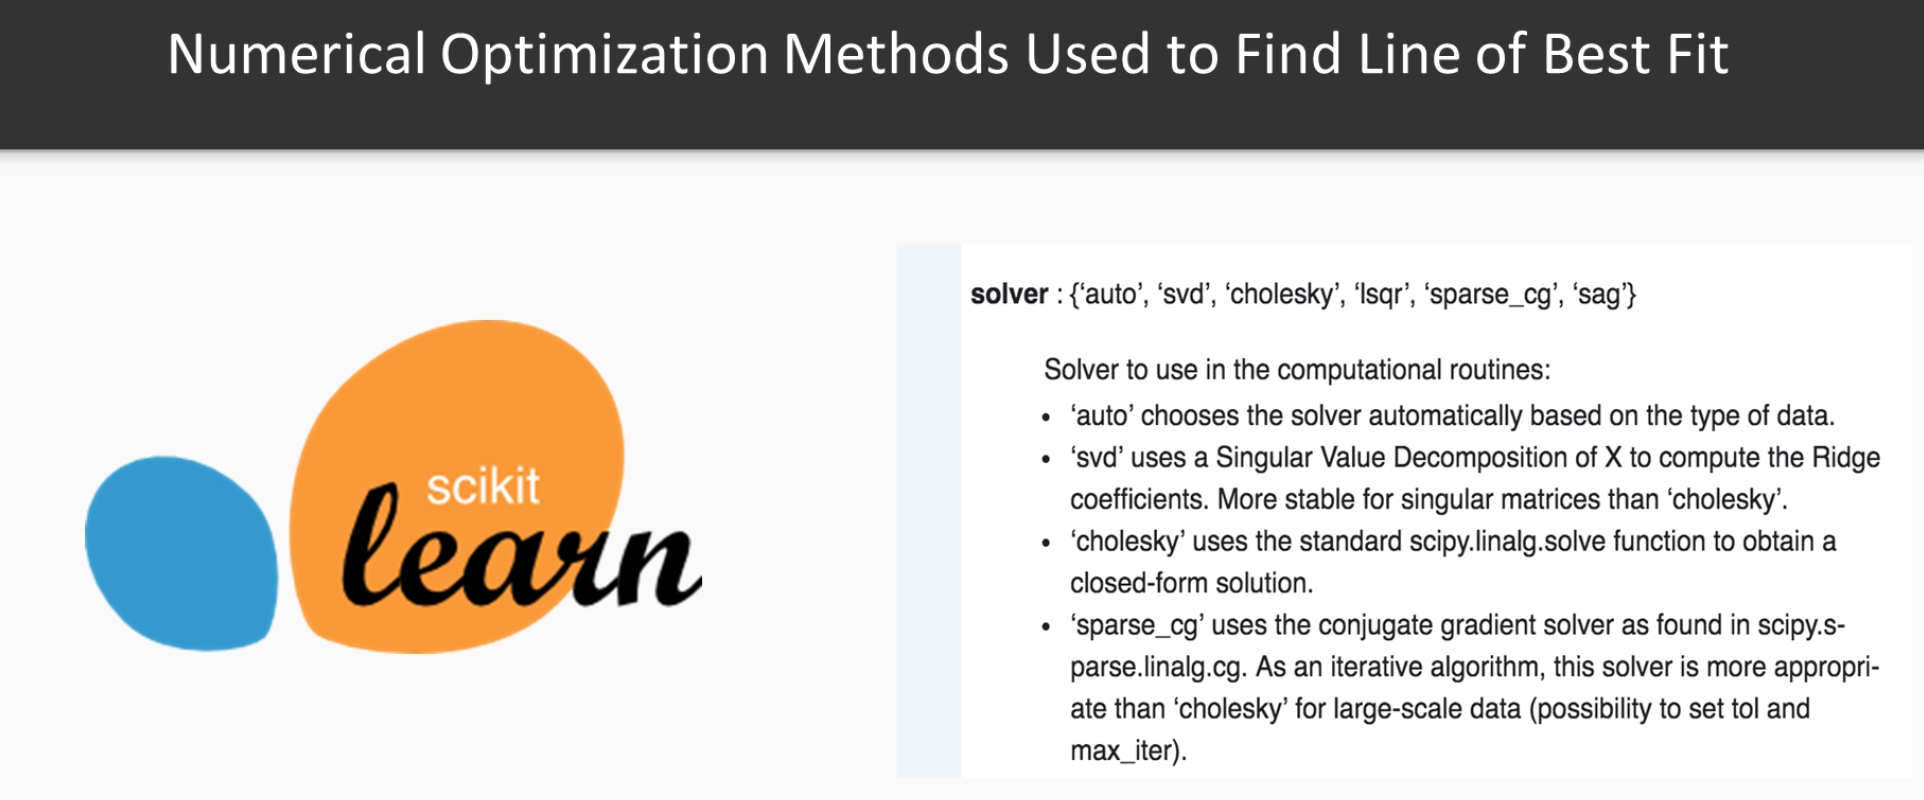 Numerical Optimization Methods Used to Find Line of Best Fit
scikit
learn
solver : {‘auto’, ‘svd’, ‘cholesky’, ‘lsqr’, ‘sparse_cg’, ‘sag’}
Solver to use in the computational routines:
• ‘auto’ chooses the solver automatically based on the type of data.
• ‘svd’ uses a Singular Value Decomposition of X to compute the Ridge
coefficients. More stable for singular matrices than ‘cholesky’.
• ‘cholesky’ uses the standard scipy.linalg.solve function to obtain a
closed-form solution.
• ‘sparse_cg’ uses the conjugate gradient solver as found in scipy.s-
parse.linalg.cg. As an iterative algorithm, this solver is more appropri-
ate than ‘cholesky’ for large-scale data (possibility to set tol and
max_iter).